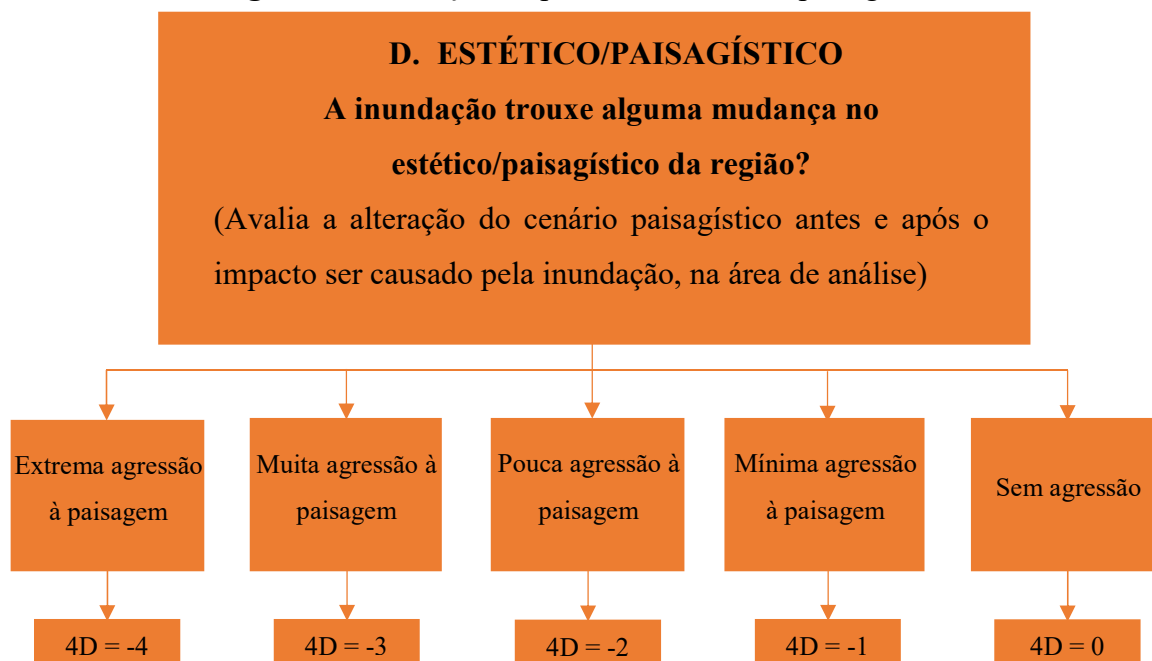 D. ESTÉTICO/PAISAGÍSTICO
A inundação trouxe alguma mudança no
estético/paisagístico da região?
(Avalia a alteração do cenário paisagístico antes e após o
impacto ser causado pela inundação, na área de análise)
Extrema agressão
à paisagem
Muita agressão à
paisagem
Pouca agressão à
paisagem
Mínima agressão
à paisagem
Sem agressão
4D = -4
4D = -3
4D = -2
4D = -1
4D = 0